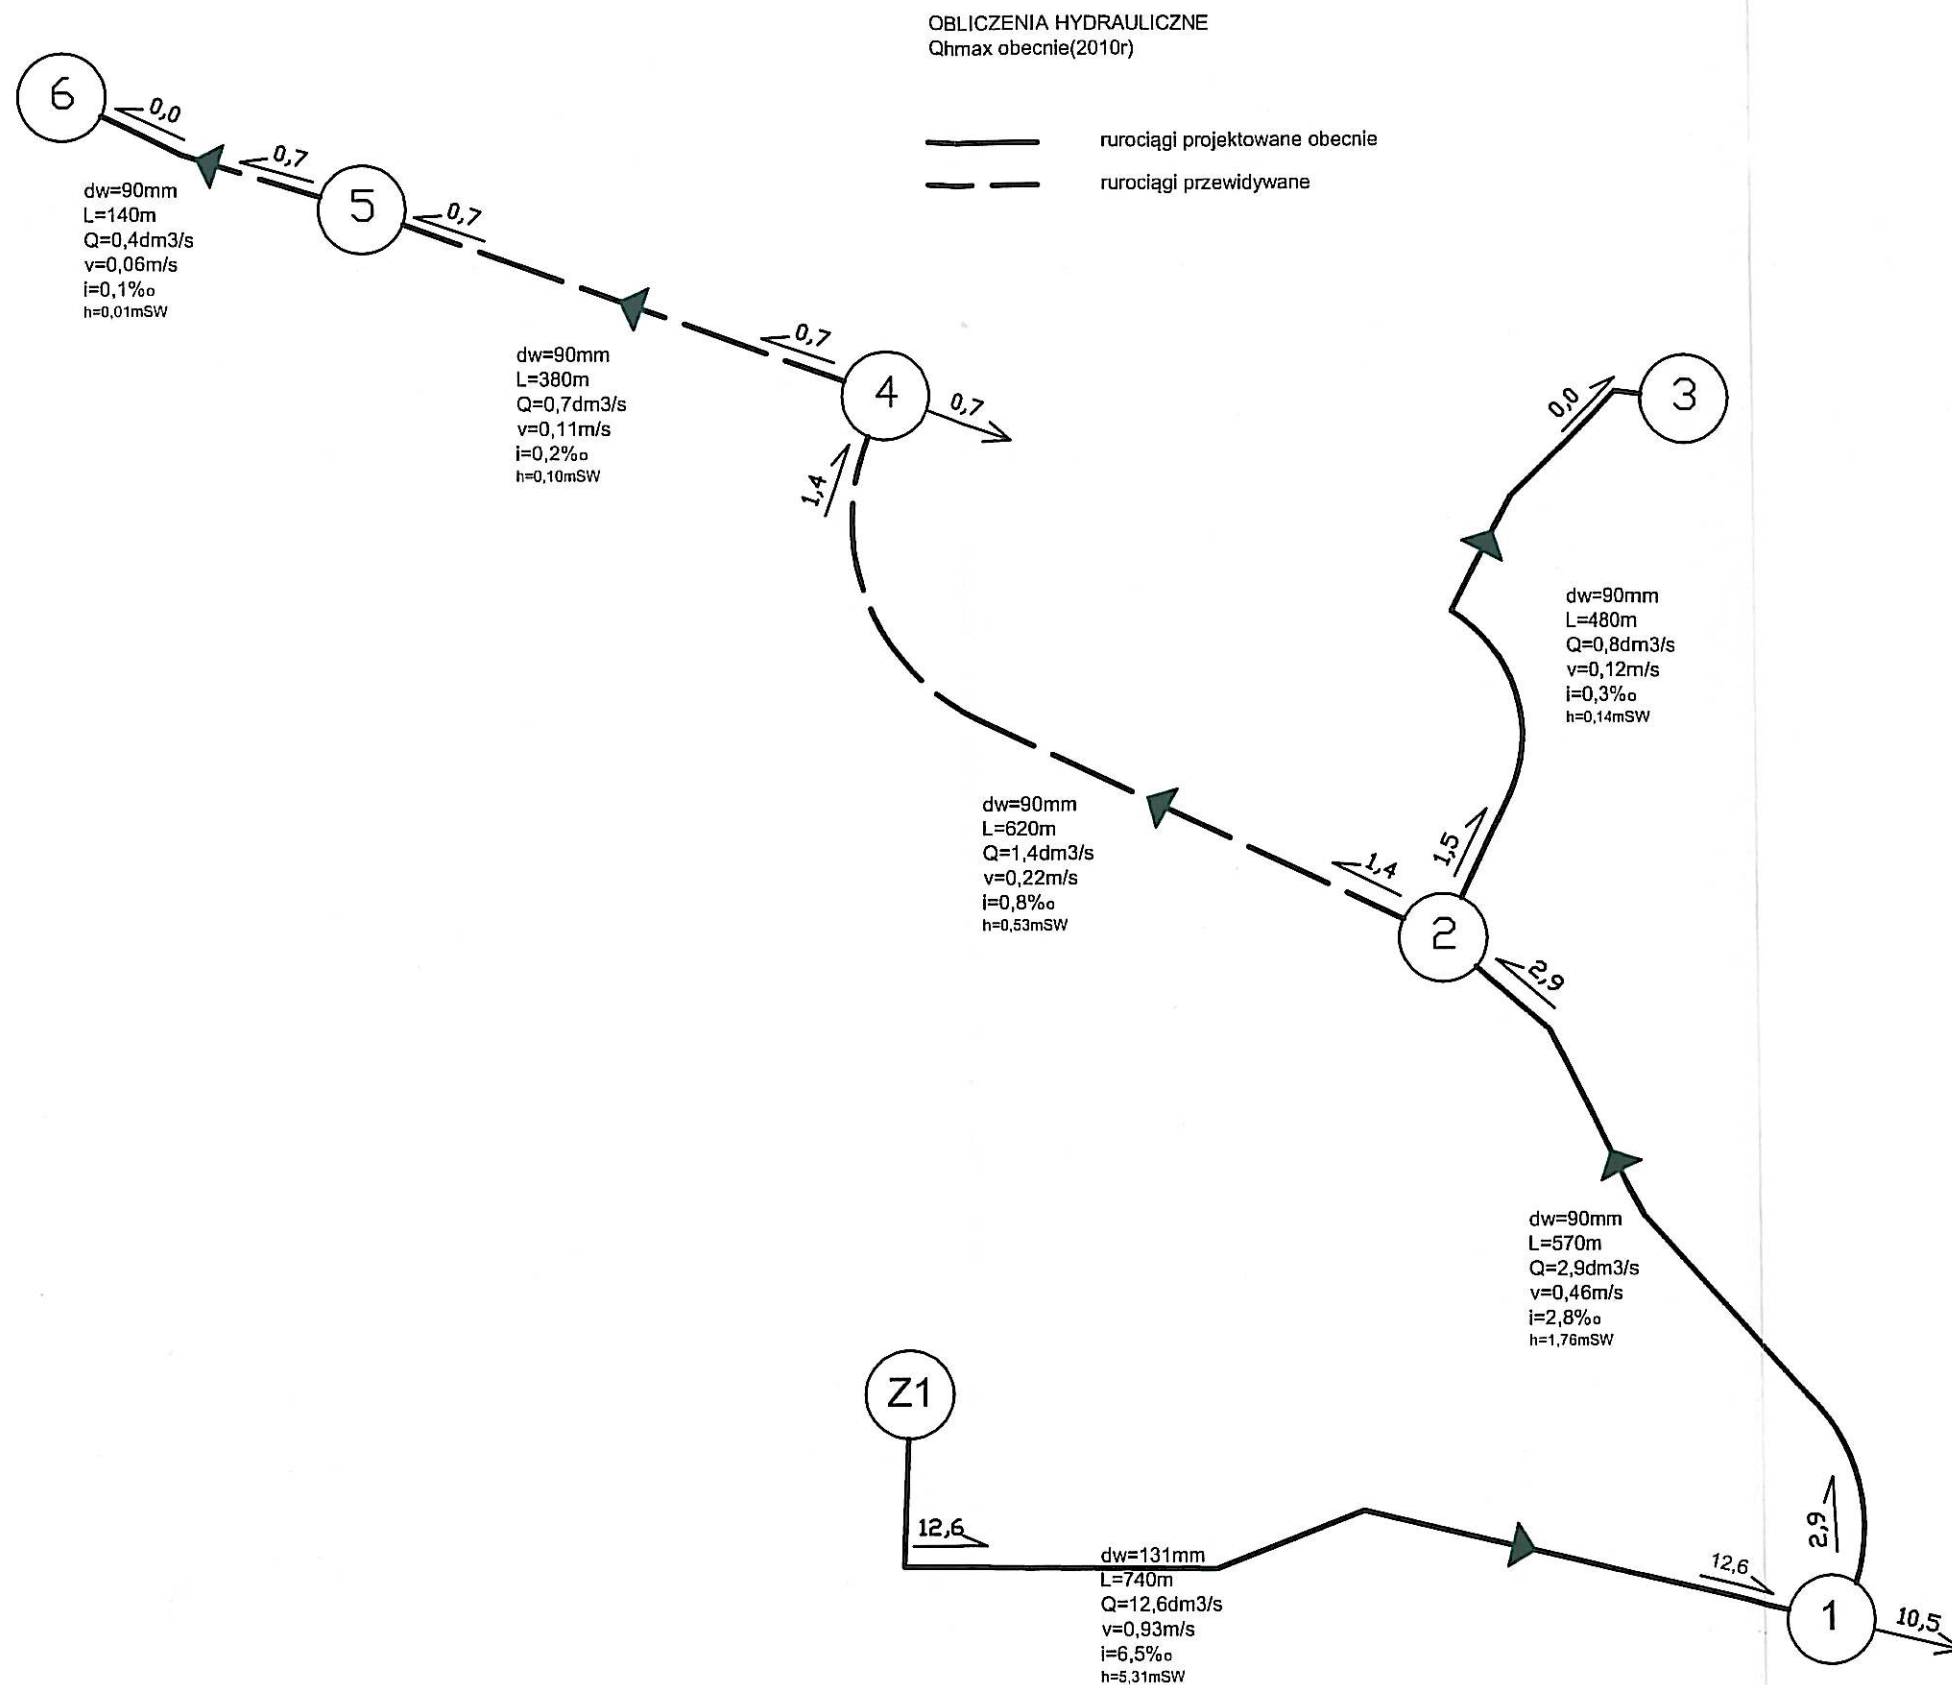 OBLICZENIA HYDRAULICZNE
Qhmax obecnie(2010r)
rurociągi projektowane obecnie
rurociągi przewidywane
6
0,0
0,7
5
0,7
dw=90mm
L=140m
Q=0,4dm3/s
v=0,06m/s
i=0,1‰
h=0,01mSW
0,7
4
0,7
dw=90mm
L=380m
Q=0,7dm3/s
v=0,11m/s
i=0,2‰
h=0,10mSW
1,4
0,0
3
dw=90mm
L=480m
Q=0,8dm3/s
v=0,12m/s
i=0,3‰
h=0,14mSW
dw=90mm
L=620m
Q=1,4dm3/s
v=0,22m/s
i=0,8‰
h=0,53mSW
1,4
1,5
2
2,9
dw=90mm
L=570m
Q=2,9dm3/s
v=0,46m/s
i=2,8‰
h=1,76mSW
Z1
12,6
dw=131mm
L=740m
Q=12,6dm3/s
v=0,93m/s
i=6,5‰
h=5,31mSW
12,6
2,9
1
10,5